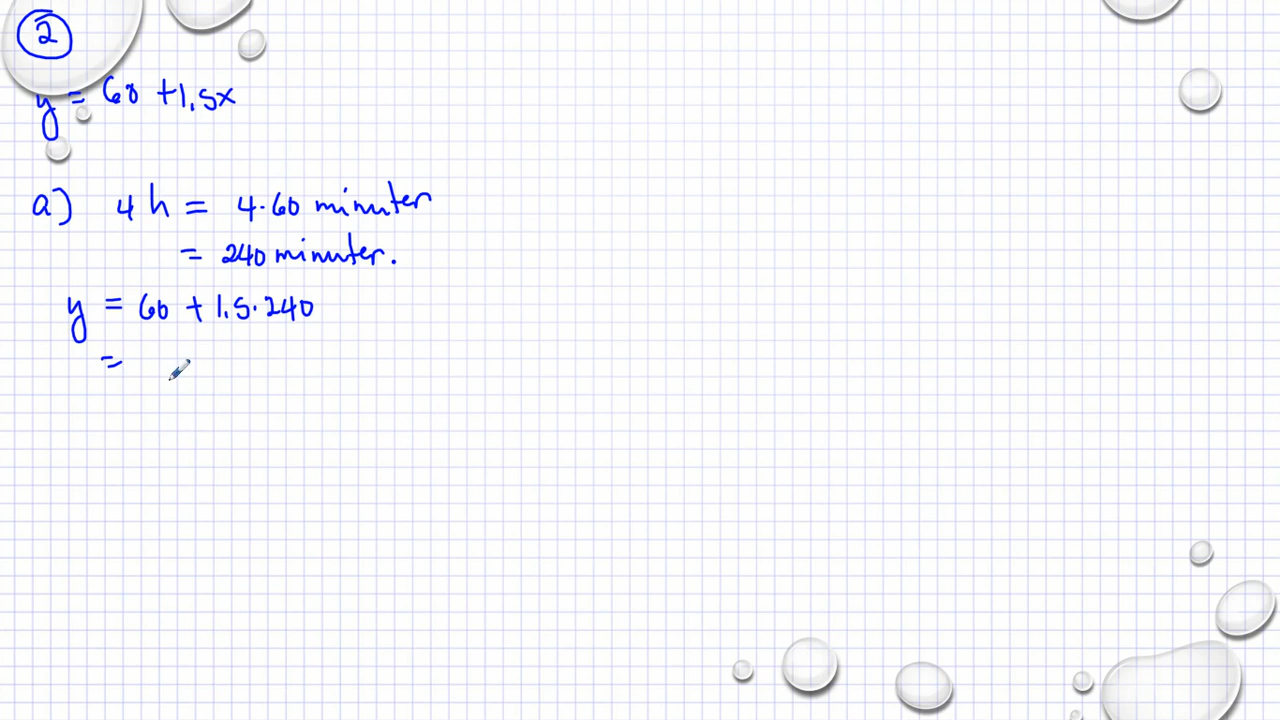 2
y = 60 + 1,5x
a) 4 h = 4·60 minuter
= 240 minuter.
y = 60 + 1,5·240
=